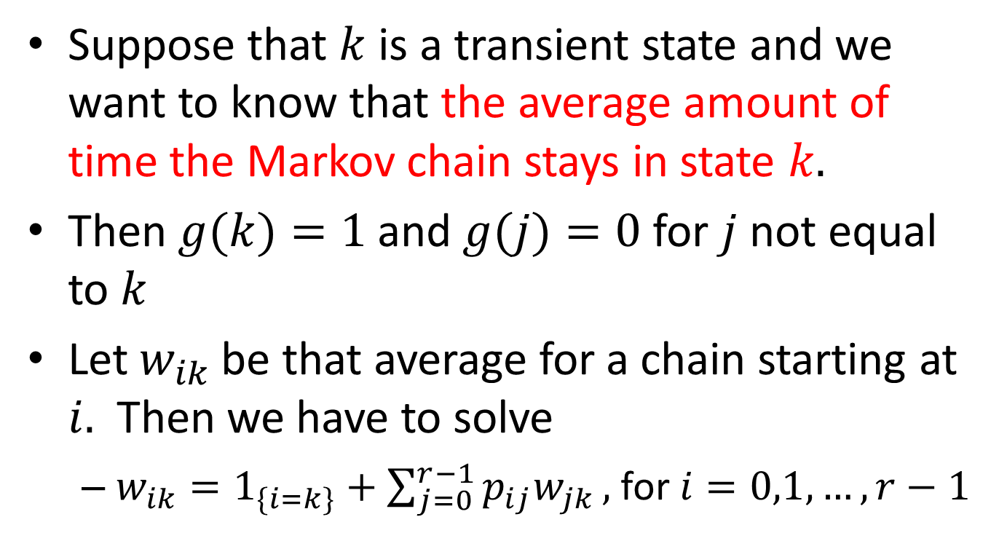 • Suppose that 𝑘 is a transient state and we
want to know that the average amount of
time the Markov chain stays in state 𝑘.
• Then 𝑔(𝑘) = 1 and 𝑔(𝑗) = 0 for 𝑗 not equal
to 𝑘
• Let 𝑤_{𝑖𝑘} be that average for a chain starting at
𝑖. Then we have to solve
– 𝑤_{𝑖𝑘} = 1_{{𝑖=𝑘}} + ∑_{𝑗=0}^{𝑟−1} 𝑝_{𝑖𝑗}𝑤_{𝑗𝑘} , for 𝑖 = 0,1, … , 𝑟 − 1